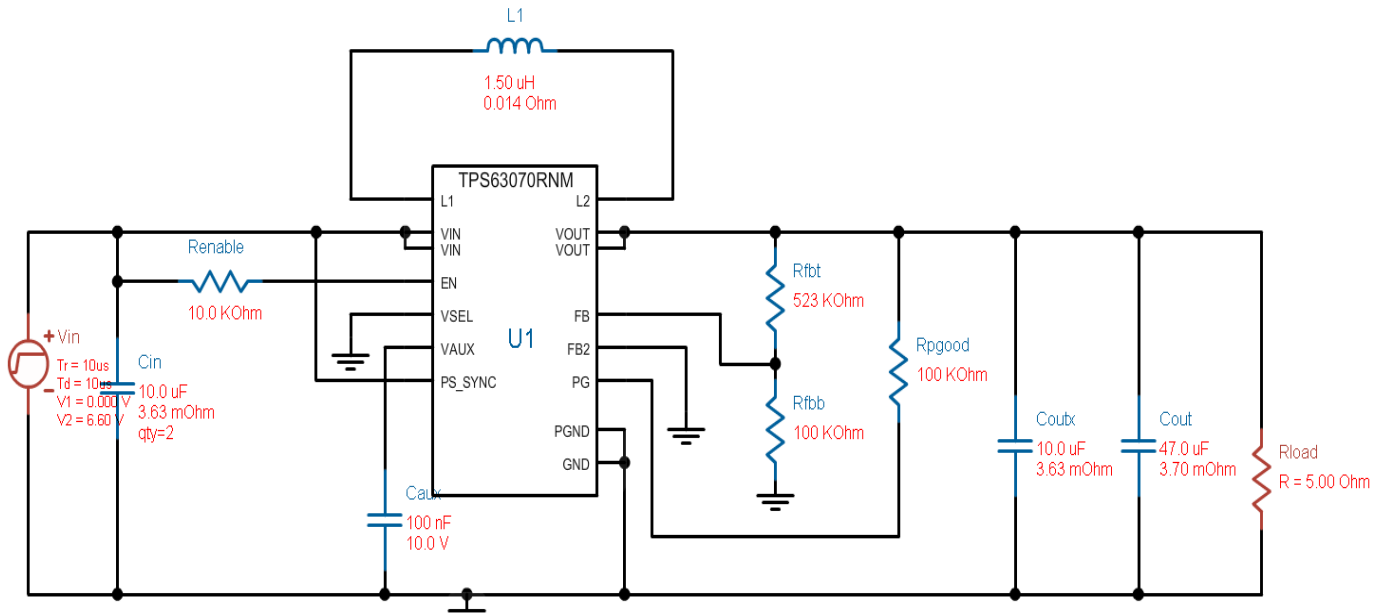 L1
1.50 uH
0.014 Ohm
TPS63070RNM
L1
L2
VIN
VIN
VOUT
VOUT
EN
VSEL
FB
VAUX
FB2
PS_SYNC
PG
PGND
GND
U1
Renable
10.0 KOhm
+ Vin
Tr = 10us
Td = 10us
V1 = 0.000 V
V2 = 6.60 V
Cin
10.0 uF
3.63 mOhm
qty=2
Caux
100 nF
10.0 V
Rfbt
523 KOhm
Rfbb
100 KOhm
Rpgood
100 KOhm
Coutx
10.0 uF
3.63 mOhm
Cout
47.0 uF
3.70 mOhm
Rload
R = 5.00 Ohm